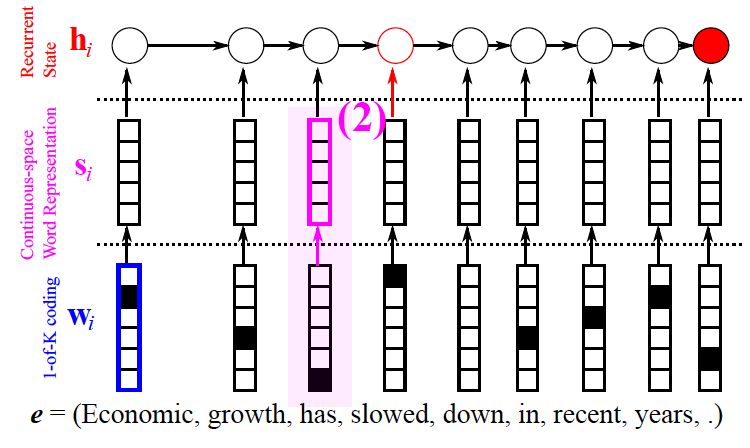 Recurrent State
h_i
(2)
Continuous-space Word Representation
s_i
1-of-K coding
w_i
e = (Economic, growth, has, slowed, down, in, recent, years, .)